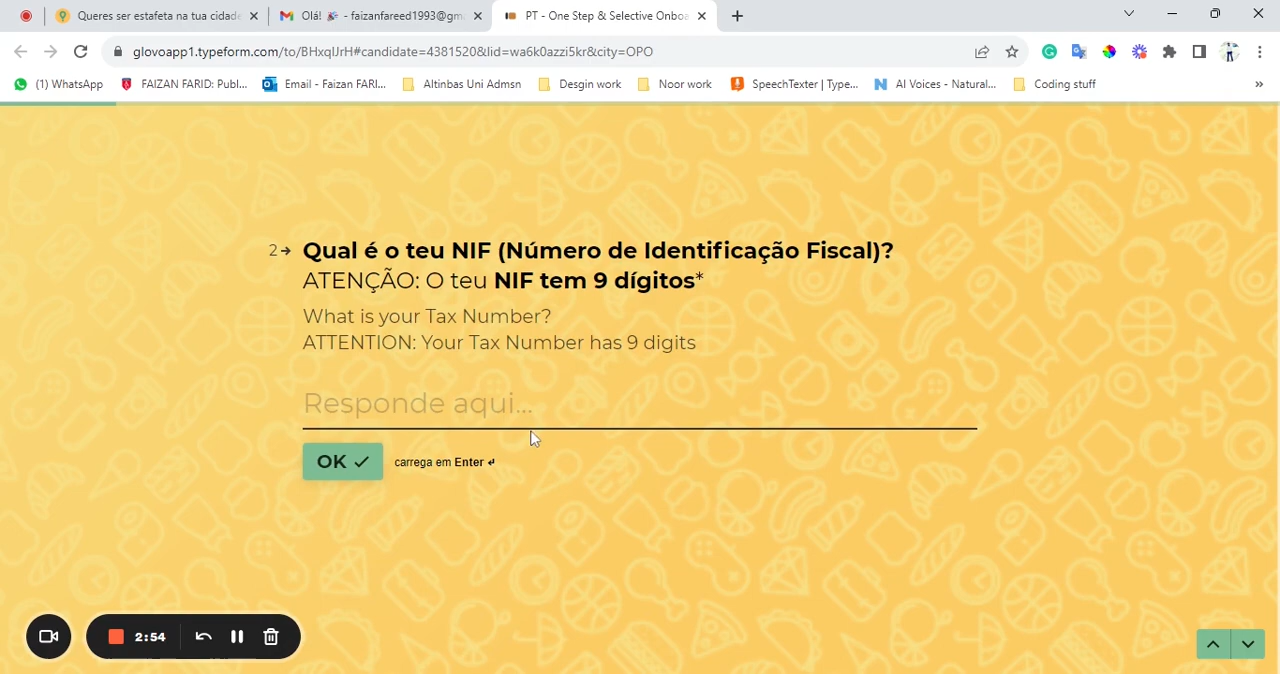 Queres ser estafeta na tua cidade
Olá! 🎉 - faizanfareed1993@gm
PT - One Step & Selective Onboa
glovoapp1.typeform.com/to/BHxqlJrH#candidate=4381520&lid=wa6k0azzi5kr&city=OPO
(1) WhatsApp
FAIZAN FARID: Publ...
Email - Faizan FARI...
Altinbas Uni Admsn
Desgin work
Noor work
SpeechTexter | Type...
AI Voices - Natural...
Coding stuff
»
2→ Qual é o teu NIF (Número de Identificação Fiscal)?
ATENÇÃO: O teu NIF tem 9 dígitos*
What is your Tax Number?
ATTENTION: Your Tax Number has 9 digits
Responde aqui...
OK ✓ carrega em Enter ↵
2:54